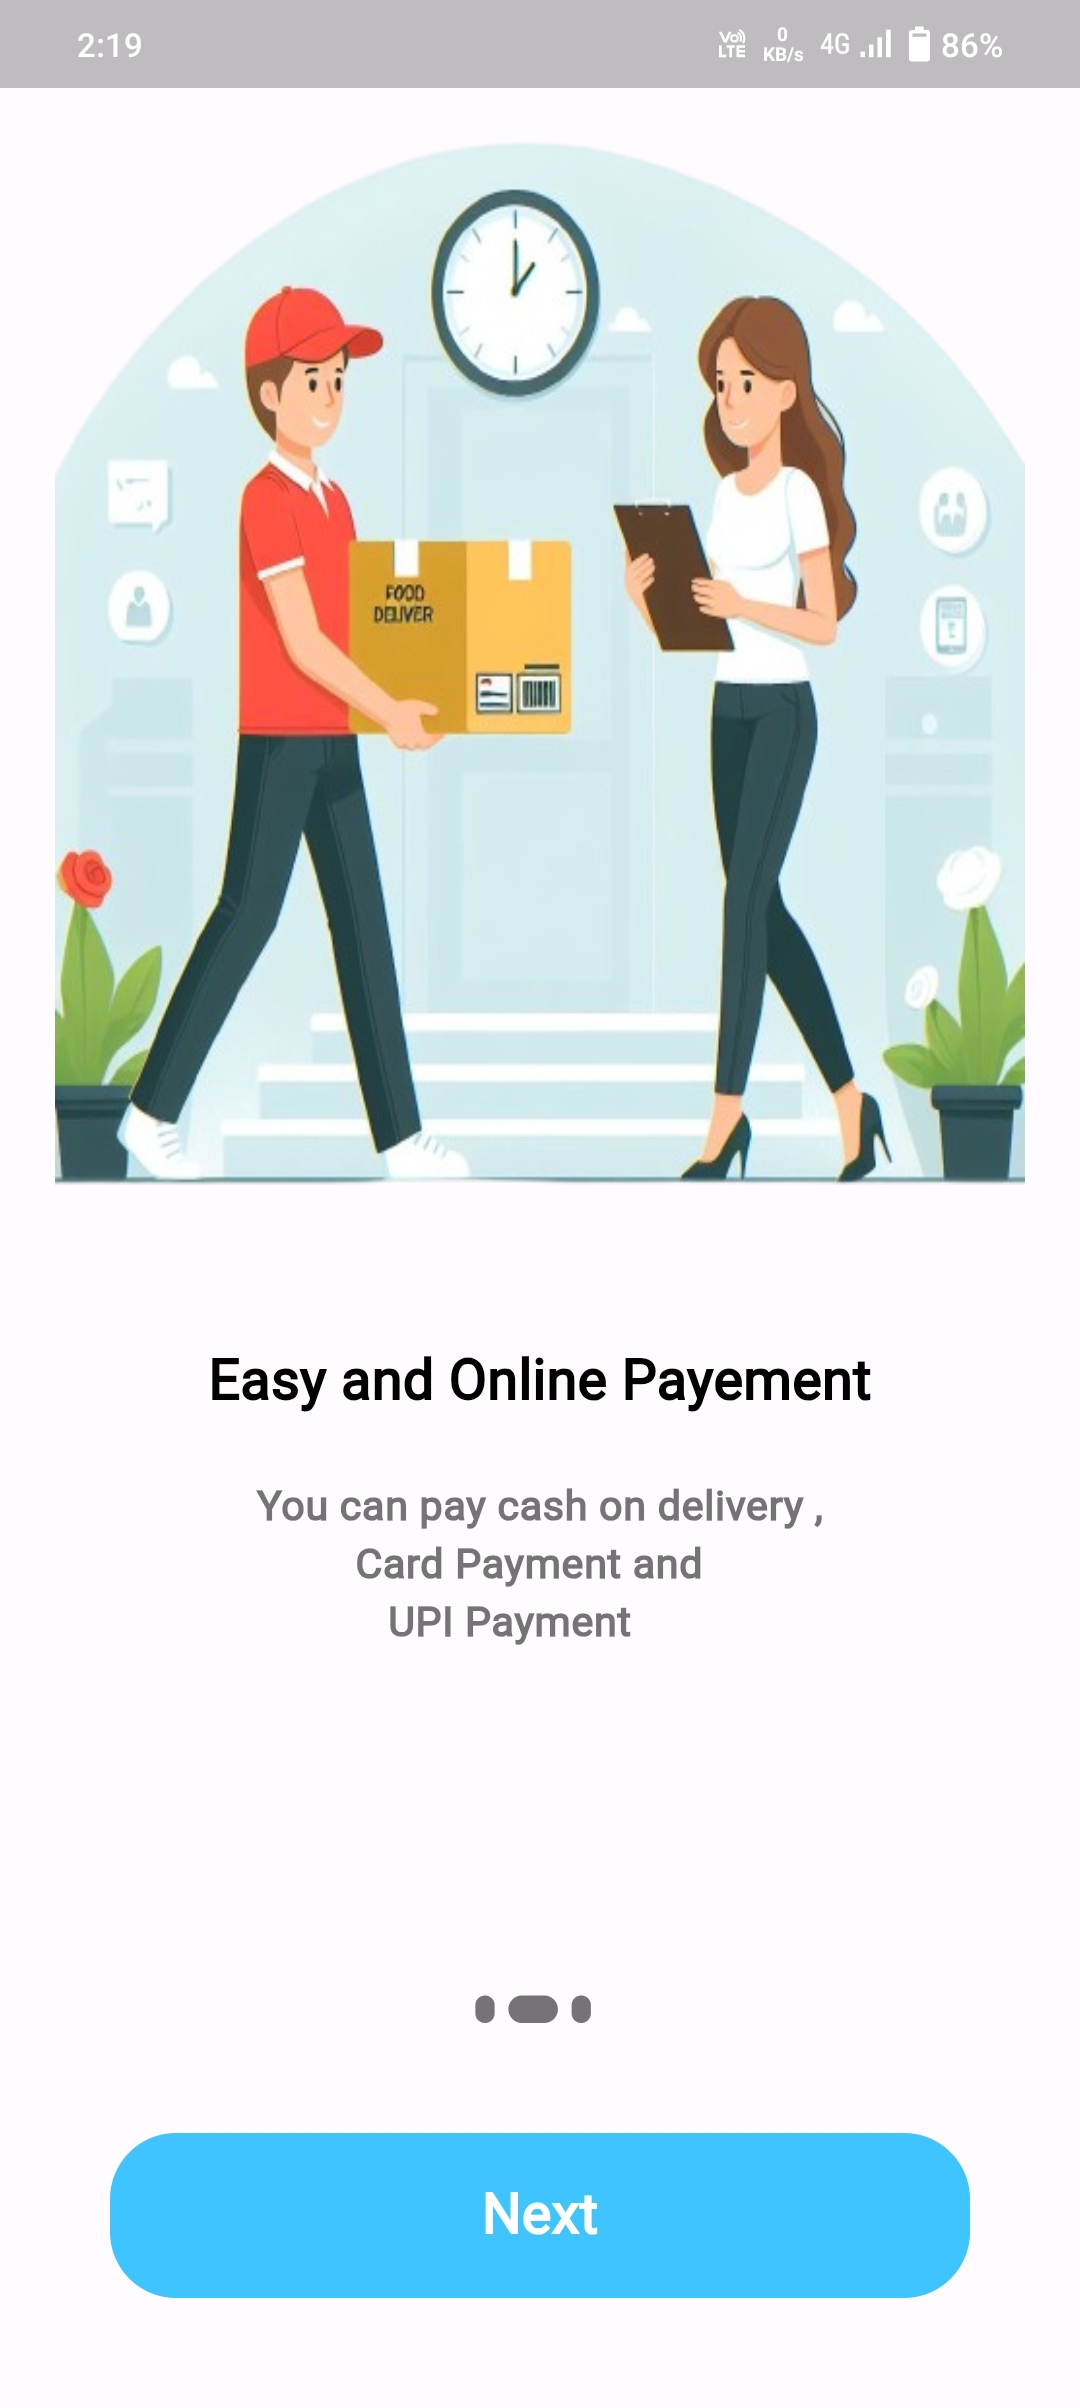 2:19
Vo) LTE 0 KB/s 4G 86%
FOOD
DELIVER
Easy and Online Payement
You can pay cash on delivery ,
Card Payment and
UPI Payment
Next